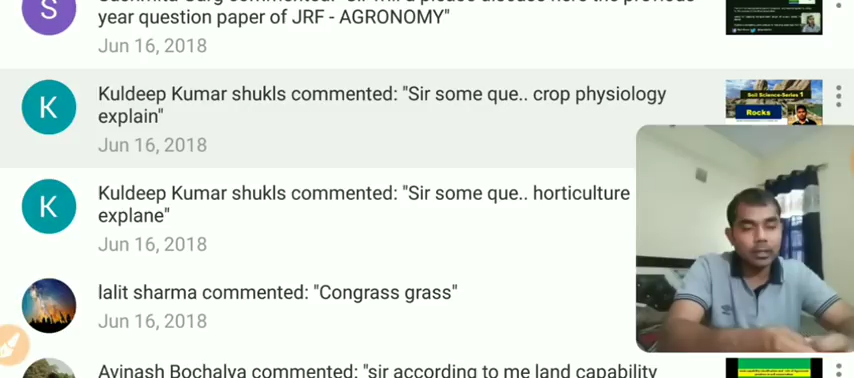 S
year question paper of JRF - AGRONOMY"
Jun 16, 2018
K
Kuldeep Kumar shukls commented: "Sir some que.. crop physiology
explain"
Jun 16, 2018
Soil Science-Series 1
Rocks
K
Kuldeep Kumar shukls commented: "Sir some que.. horticulture
explane"
Jun 16, 2018
lalit sharma commented: "Congrass grass"
Jun 16, 2018
Avinash Bochalya commented: "sir according to me land capability